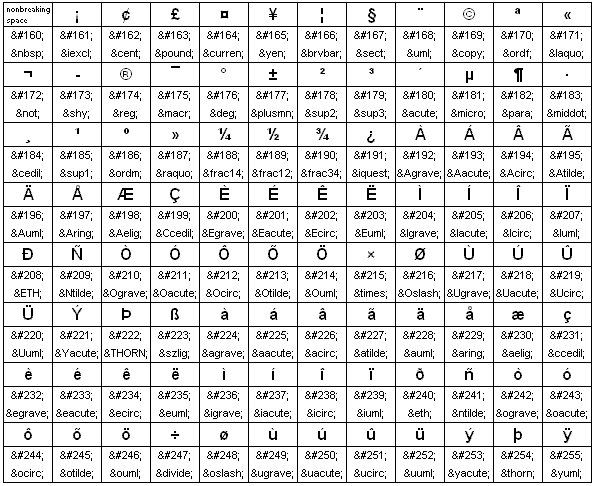 nonbreaking space ¡ ¢ £ ¤ ¥ ¦ § ¨ © ª «
&#160; &#161; &#162; &#163; &#164; &#165; &#166; &#167; &#168; &#169; &#170; &#171;
&nbsp; &iexcl; &cent; &pound; &curren; &yen; &brvbar; &sect; &uml; &copy; &ordf; &laquo;
¬ - ® ¯ ° ± ² ³ ´ µ ¶ ·
&#172; &#173; &#174; &#175; &#176; &#177; &#178; &#179; &#180; &#181; &#182; &#183;
&not; &shy; &reg; &macr; &deg; &plusmn; &sup2; &sup3; &acute; &micro; &para; &middot;
¸ ¹ º » ¼ ½ ¾ ¿ À Á Â Ã
&#184; &#185; &#186; &#187; &#188; &#189; &#190; &#191; &#192; &#193; &#194; &#195;
&cedil; &sup1; &ordm; &raquo; &frac14; &frac12; &frac34; &iquest; &Agrave; &Aacute; &Acirc; &Atilde;
Ä Å Æ Ç È É Ê Ë Ì Í Î Ï
&#196; &#197; &#198; &#199; &#200; &#201; &#202; &#203; &#204; &#205; &#206; &#207;
&Auml; &Aring; &Aelig; &Ccedil; &Egrave; &Eacute; &Ecirc; &Euml; &Igrave; &Iacute; &Icirc; &Iuml;
Ð Ñ Ò Ó Ô Õ Ö × Ø Ù Ú Û
&#208; &#209; &#210; &#211; &#212; &#213; &#214; &#215; &#216; &#217; &#218; &#219;
&ETH; &Ntilde; &Ograve; &Oacute; &Ocirc; &Otilde; &Ouml; &times; &Oslash; &Ugrave; &Uacute; &Ucirc;
Ü Ý Þ ß à á â ã ä å æ ç
&#220; &#221; &#222; &#223; &#224; &#225; &#226; &#227; &#228; &#229; &#230; &#231;
&Uuml; &Yacute; &THORN; &szlig; &agrave; &aacute; &acirc; &atilde; &auml; &aring; &aelig; &ccedil;
è é ê ë ì í î ï ð ñ ò ó
&#232; &#233; &#234; &#235; &#236; &#237; &#238; &#239; &#240; &#241; &#242; &#243;
&egrave; &eacute; &ecirc; &euml; &igrave; &iacute; &icirc; &iuml; &eth; &ntilde; &ograve; &oacute;
ô õ ö ÷ ø ù ú û ü ý þ ÿ
&#244; &#245; &#246; &#247; &#248; &#249; &#250; &#251; &#252; &#253; &#254; &#255;
&ocirc; &otilde; &ouml; &divide; &oslash; &ugrave; &uacute; &ucirc; &uuml; &yacute; &thorn; &yuml;